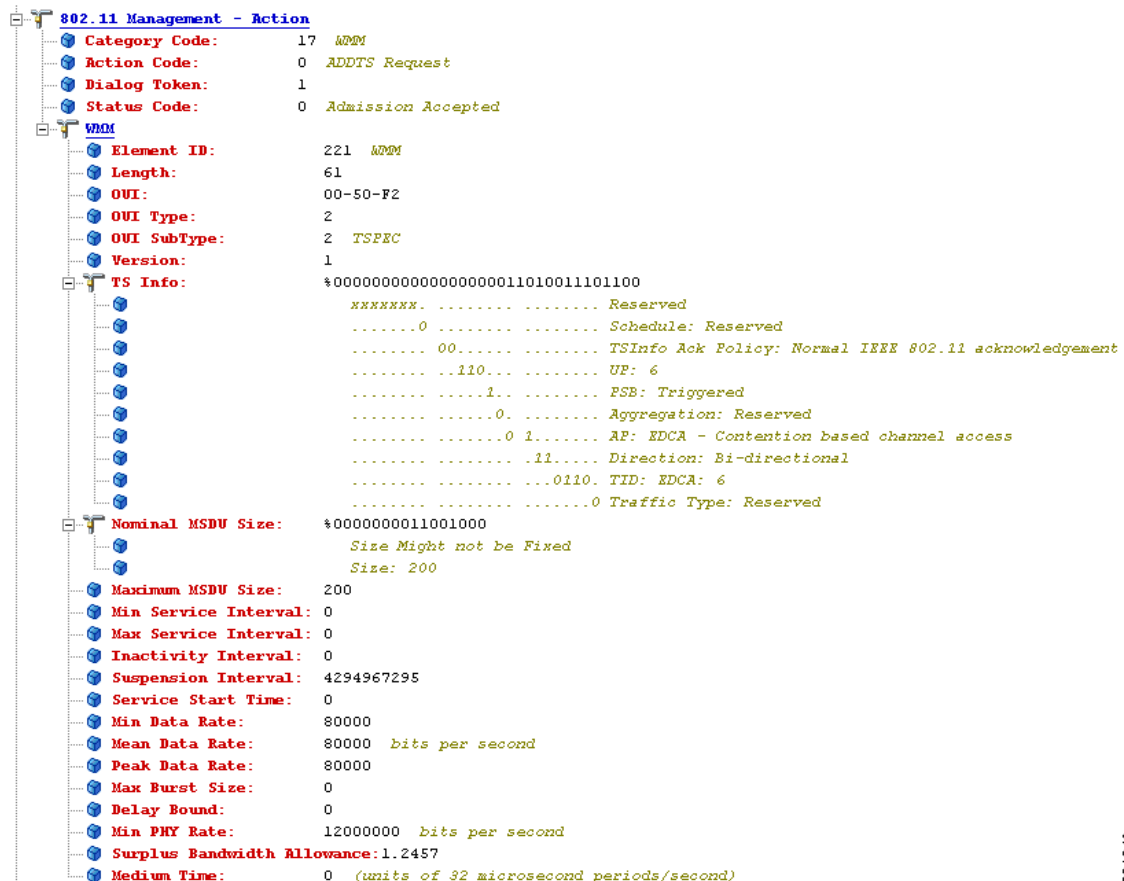 802.11 Management - Action
Category Code: 17 WMM
Action Code: 0 ADDTS Request
Dialog Token: 1
Status Code: 0 Admission Accepted
WMM
Element ID: 221 WMM
Length: 61
OUI: 00-50-F2
OUI Type: 2
OUI SubType: 2 TSPEC
Version: 1
TS Info: %00000000000000000011010011101100
xxxxxxx. ........ ........ Reserved
.......0 ........ ........ Schedule: Reserved
........ 00...... ........ TSInfo Ack Policy: Normal IEEE 802.11 acknowledgement
........ ..110... ........ UP: 6
........ .....1.. ........ PSB: Triggered
........ ......0. ........ Aggregation: Reserved
........ .......0 1....... AP: EDCA - Contention based channel access
........ ........ .11..... Direction: Bi-directional
........ ........ ...0110. TID: EDCA: 6
........ ........ .......0 Traffic Type: Reserved
Nominal MSDU Size: %0000000011001000
Size Might not be Fixed
Size: 200
Maximum MSDU Size: 200
Min Service Interval: 0
Max Service Interval: 0
Inactivity Interval: 0
Suspension Interval: 4294967295
Service Start Time: 0
Min Data Rate: 80000
Mean Data Rate: 80000 bits per second
Peak Data Rate: 80000
Max Burst Size: 0
Delay Bound: 0
Min PHY Rate: 12000000 bits per second
Surplus Bandwidth Allowance:1.2457
Medium Time: 0 (units of 32 microsecond periods/second)